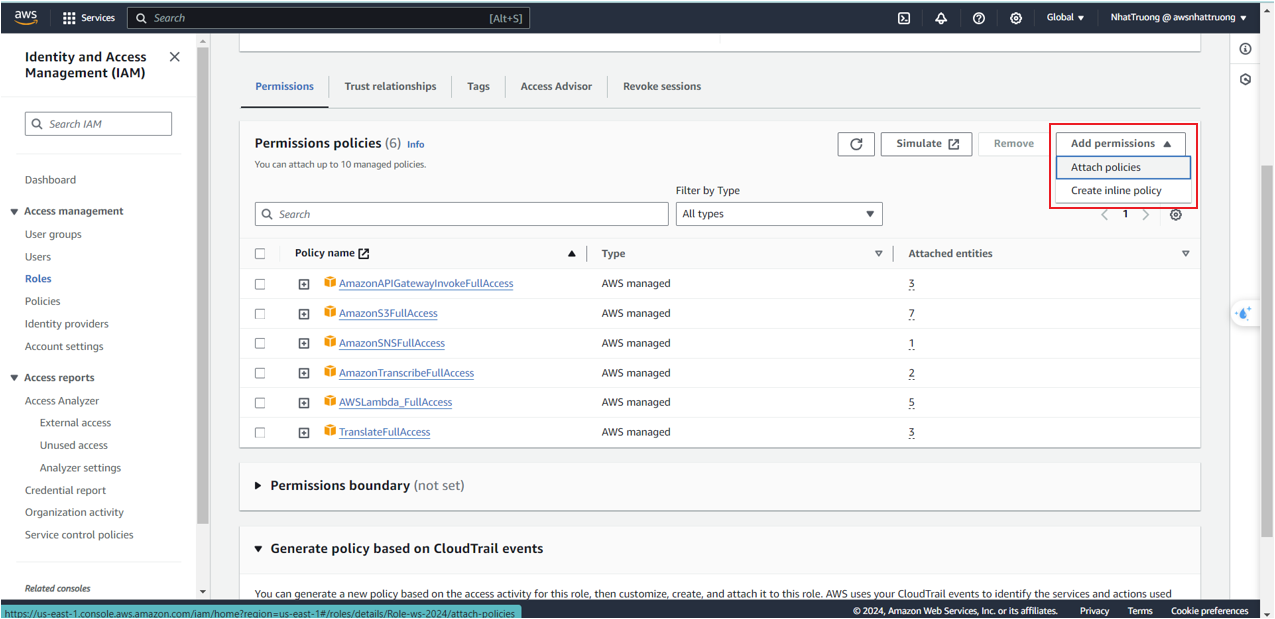 aws Services Search [Alt+S] Global NhatTruong @ awsnhattruong
Identity and Access
Management (IAM)
Search IAM
Dashboard
Access management
User groups
Users
Roles
Policies
Identity providers
Account settings
Access reports
Access Analyzer
External access
Unused access
Analyzer settings
Credential report
Organization activity
Service control policies
Related consoles
Permissions Trust relationships Tags Access Advisor Revoke sessions
Permissions policies (6) Info
You can attach up to 10 managed policies.
Simulate Remove Add permissions
Attach policies
Create inline policy
Filter by Type
Search All types 1
Policy name Type Attached entities
AmazonAPIGatewayInvokeFullAccess AWS managed 3
AmazonS3FullAccess AWS managed 7
AmazonSNSFullAccess AWS managed 1
AmazonTranscribeFullAccess AWS managed 2
AWSLambda_FullAccess AWS managed 5
TranslateFullAccess AWS managed 3
Permissions boundary (not set)
Generate policy based on CloudTrail events
You can generate a new policy based on the access activity for this role, then customize, create, and attach it to this role. AWS uses your CloudTrail events to identify the services and actions used
https://us-east-1.console.aws.amazon.com/iam/home?region=us-east-1#/roles/details/Role-ws-2024/attach-policies
© 2024, Amazon Web Services, Inc. or its affiliates. Privacy Terms Cookie preferences